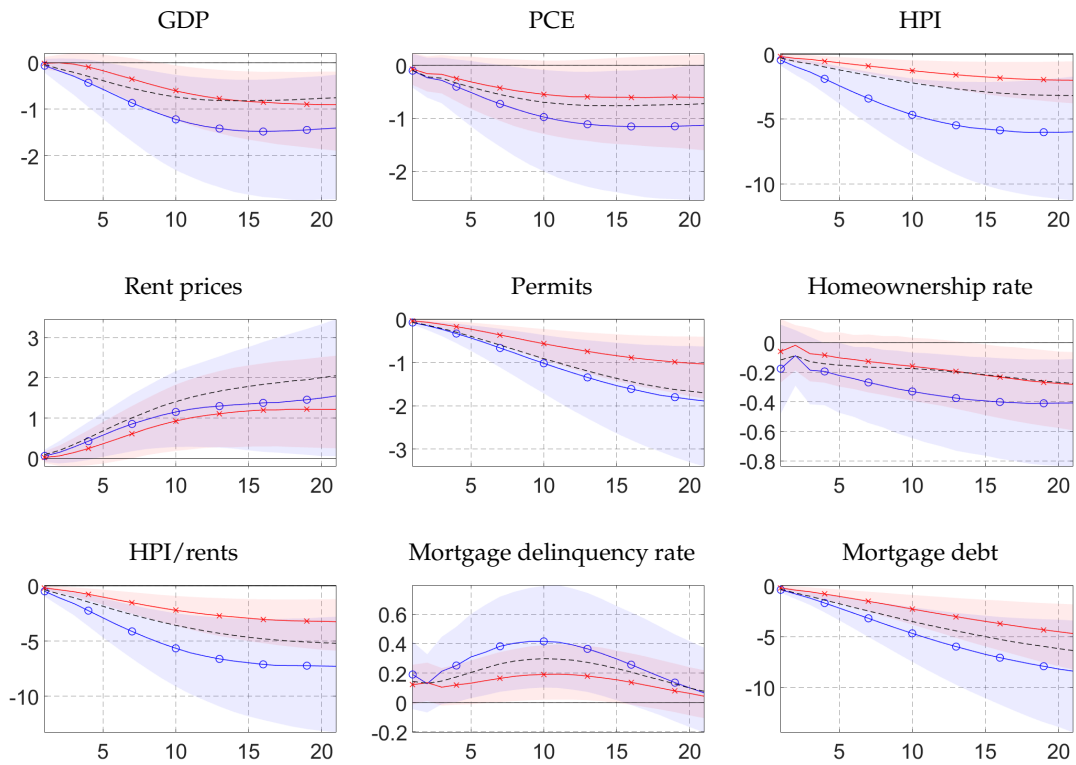 GDP PCE HPI
0 0 0
-1 -1 -5
-2 -2 -10
5 10 15 20 5 10 15 20 5 10 15 20
Rent prices Permits Homeownership rate
3 0 0
2 -1 -0.2
1 -2 -0.4
0 -3 -0.6
-0.8
5 10 15 20 5 10 15 20 5 10 15 20
HPI/rents Mortgage delinquency rate Mortgage debt
0 0.6 0
-5 0.4 -5
-10 0.2 -10
0
-0.2
5 10 15 20 5 10 15 20 5 10 15 20